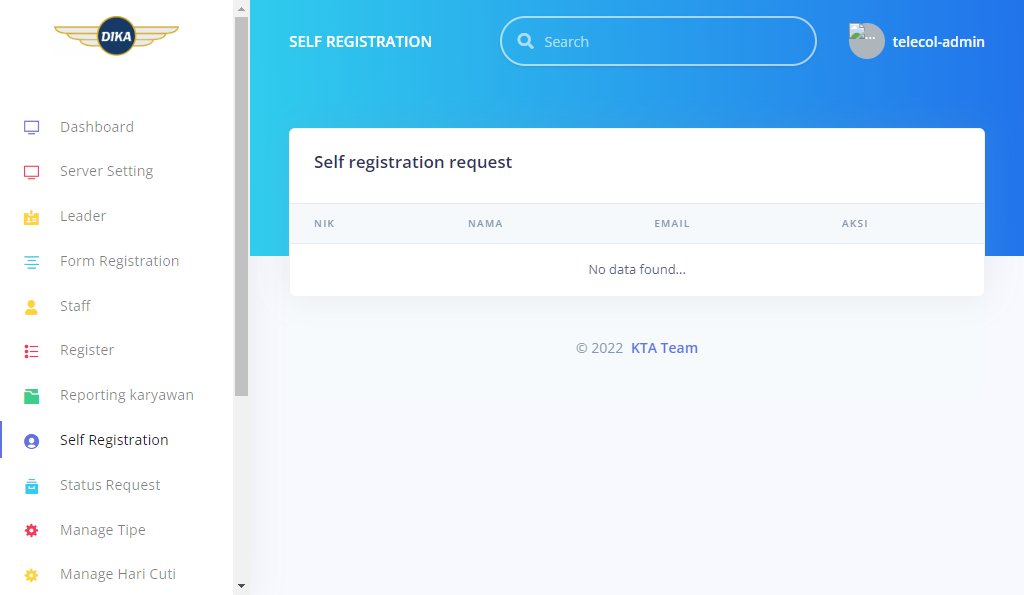 DIKA
SELF REGISTRATION
Search
telecol-admin
Dashboard
Server Setting
Leader
Form Registration
Staff
Register
Reporting karyawan
Self Registration
Status Request
Manage Tipe
Manage Hari Cuti
Self registration request
NIK NAMA EMAIL AKSI
No data found...
© 2022 KTA Team